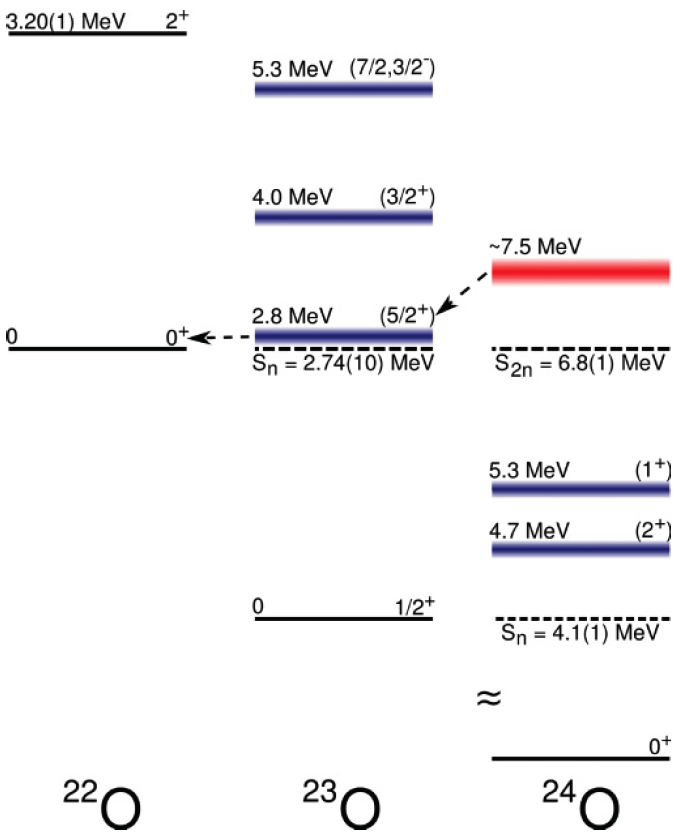 3.20(1) MeV 2⁺
5.3 MeV (7/2,3/2⁻)
4.0 MeV (3/2⁺)
~7.5 MeV
2.8 MeV (5/2⁺)
0 0⁺
Sₙ = 2.74(10) MeV
S₂ₙ = 6.8(1) MeV
5.3 MeV (1⁺)
4.7 MeV (2⁺)
0 1/2⁺
Sₙ = 4.1(1) MeV
≈
0⁺
²²O ²³O ²⁴O